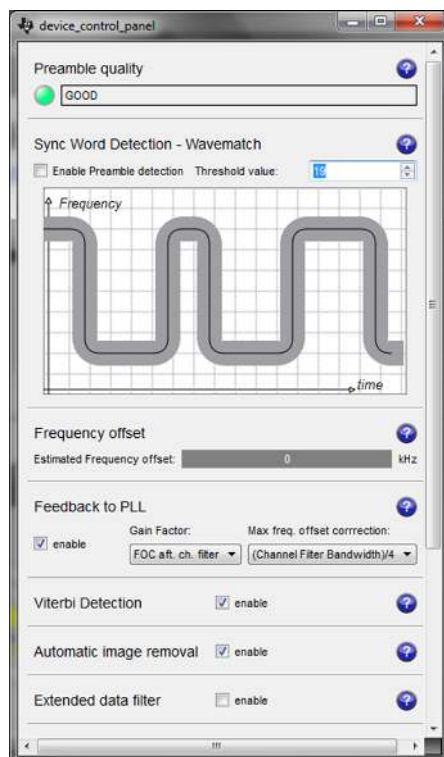 device_control_panel
Preamble quality
GOOD
Sync Word Detection - Wavematch
Enable Preamble detection Threshold value: 19
Frequency
time
Frequency offset
Estimated Frequency offset: 0 kHz
Feedback to PLL
Gain Factor: Max freq. offset corrrection:
enable FOC aft. ch. filter (Channel Filter Bandwidth)/4
Viterbi Detection enable
Automatic image removal enable
Extended data filter enable